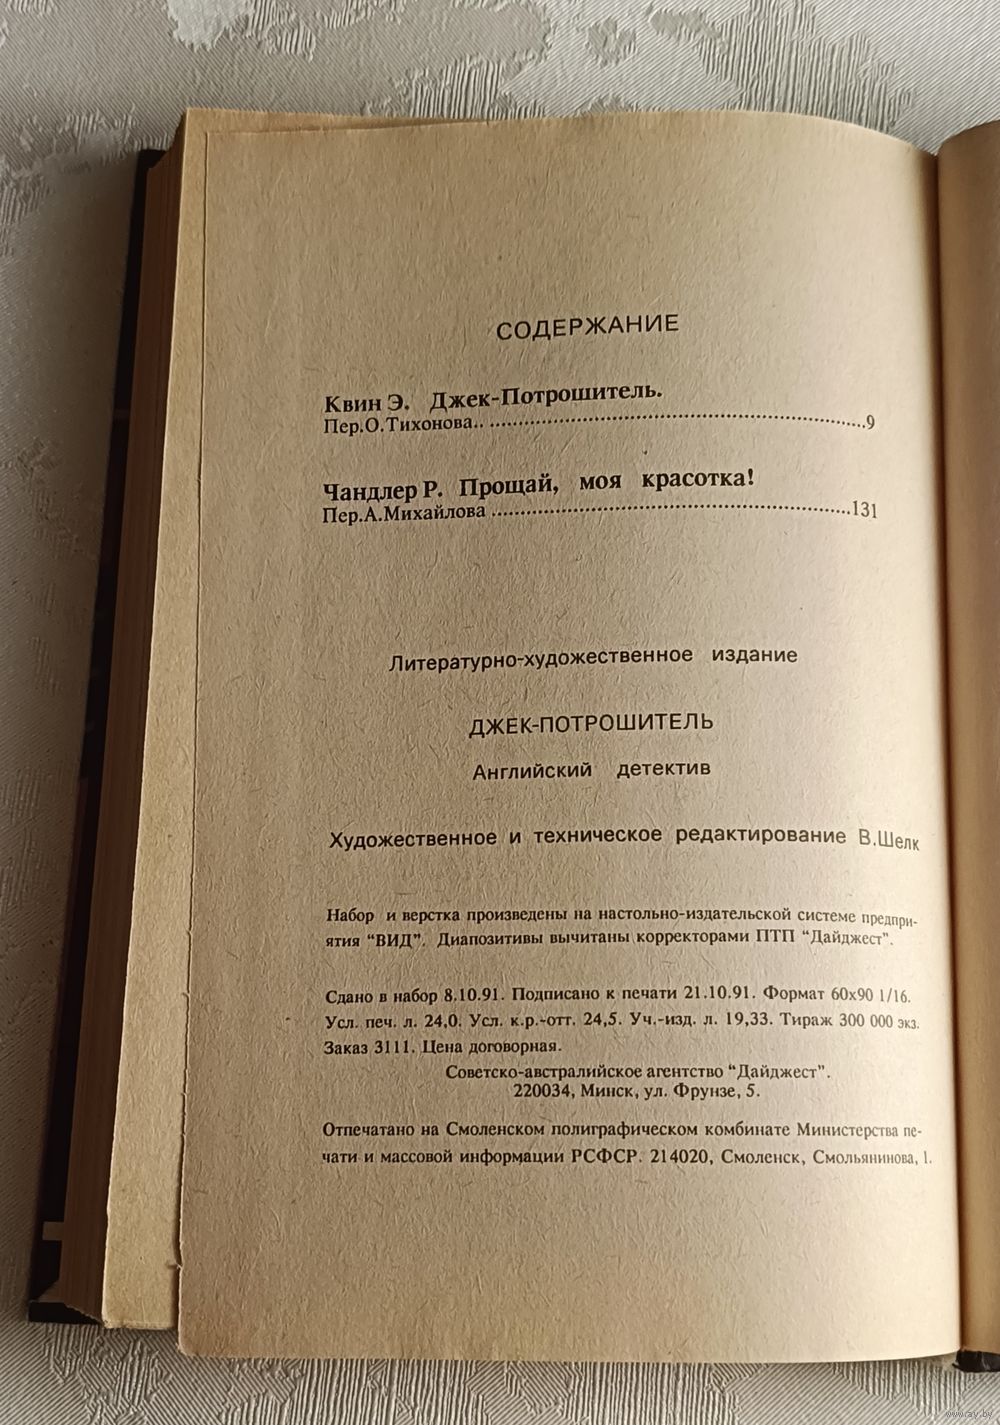 СОДЕРЖАНИЕ
Квин Э. Джек-Потрошитель.
Пер.О.Тихонова.. ........................................................9
Чандлер Р. Прощай, моя красотка!
Пер.А.Михайлова ......................................................131
Литературно-художественное издание
ДЖЕК-ПОТРОШИТЕЛЬ
Английский детектив
Художественное и техническое редактирование В.Шелк
Набор и верстка произведены на настольно-издательской системе предпри-
ятия "ВИД". Диапозитивы вычитаны корректорами ПТП "Дайджест".
Сдано в набор 8.10.91. Подписано к печати 21.10.91. Формат 60x90 1/16.
Усл. печ. л. 24,0. Усл. к.р.-отт. 24,5. Уч.-изд. л. 19,33. Тираж 300 000 экз.
Заказ 3111. Цена договорная.
Советско-австралийское агентство "Дайджест".
220034, Минск, ул. Фрунзе, 5.
Отпечатано на Смоленском полиграфическом комбинате Министерства пе-
чати и массовой информации РСФСР. 214020, Смоленск, Смольянинова, 1.
www.ay.by